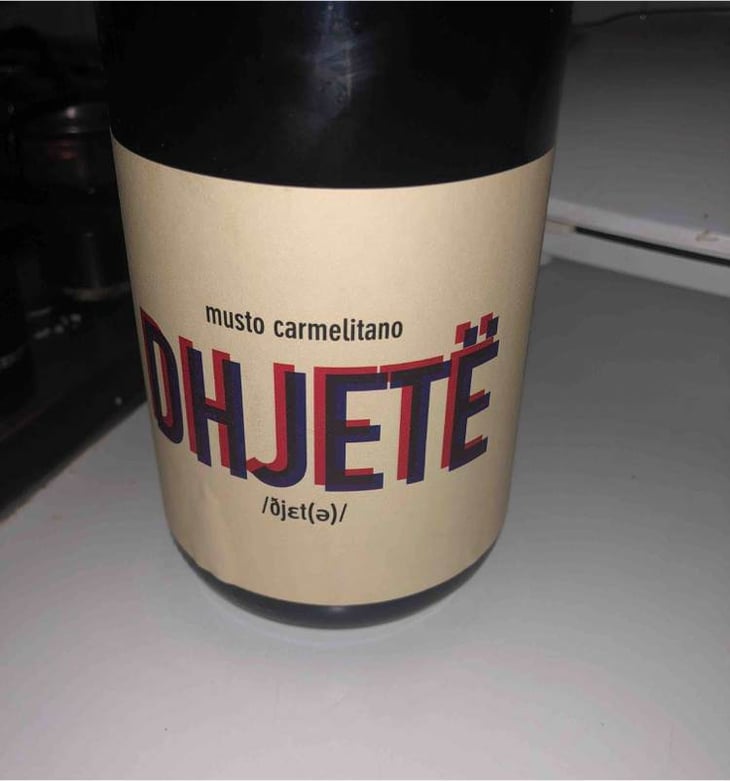 musto carmelitano
DHJETË
/ðjɛt(ə)/